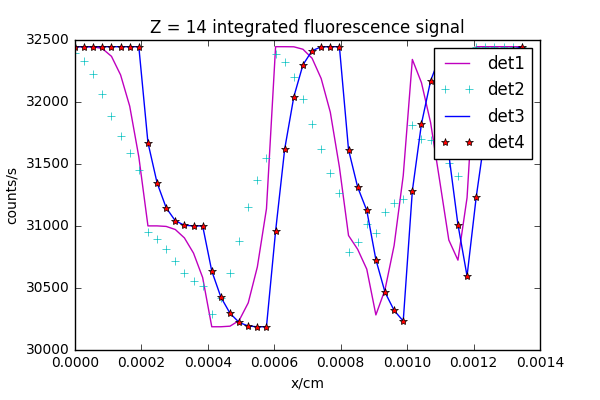 Z = 14 integrated fluorescence signal
counts/s
32500
32000
31500
31000
30500
30000
det1
det2
det3
det4
0.0000 0.0002 0.0004 0.0006 0.0008 0.0010 0.0012 0.0014
x/cm